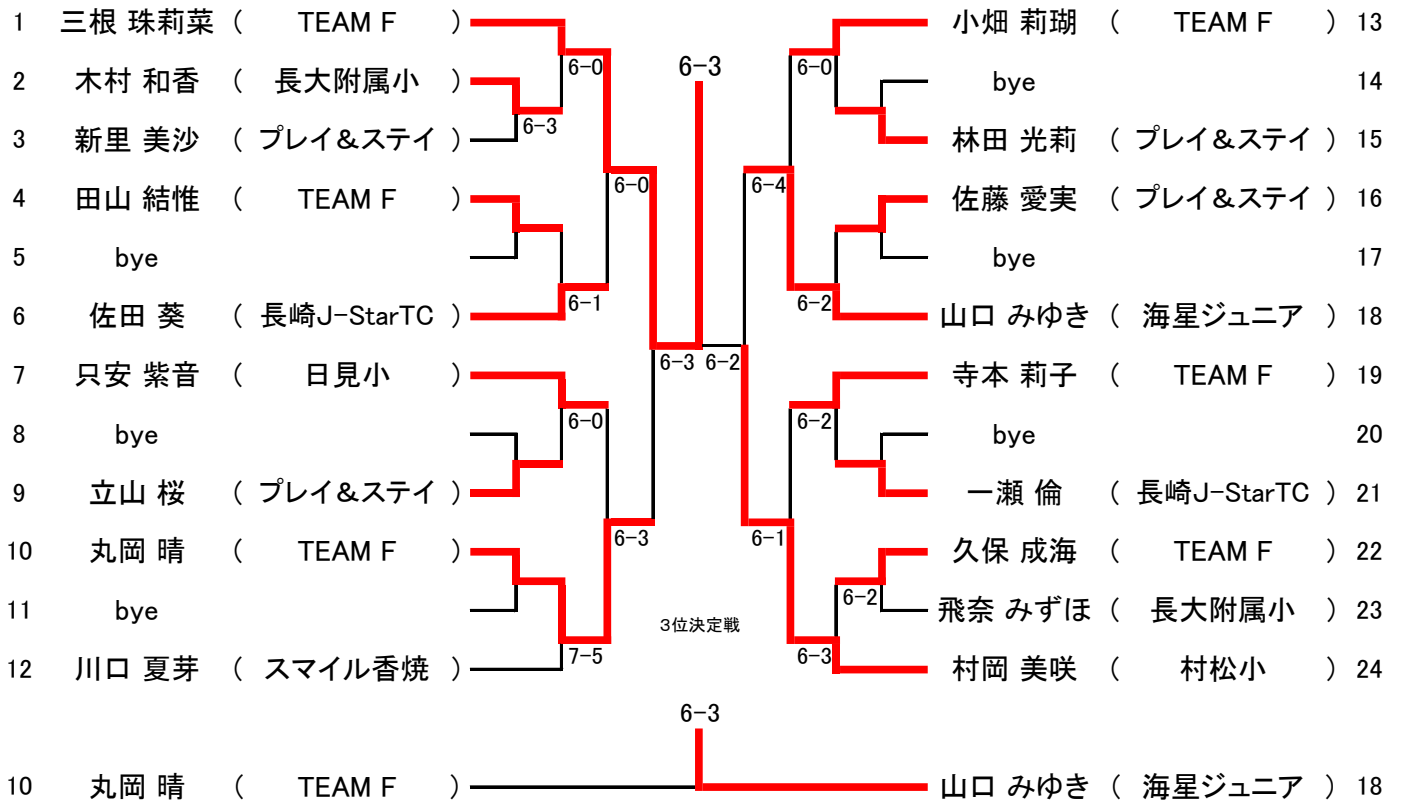 1 三根 珠莉菜 ( TEAM F ) 小畑 莉瑚 ( TEAM F ) 13
6-0 6-3 6-0
2 木村 和香 ( 長大附属小 ) bye 14
6-3
3 新里 美沙 ( プレイ&ステイ ) 林田 光莉 ( プレイ&ステイ ) 15
6-0 6-4
4 田山 結惟 ( TEAM F ) 佐藤 愛実 ( プレイ&ステイ ) 16
5 bye bye 17
6-1 6-2
6 佐田 葵 ( 長崎J-StarTC ) 山口 みゆき ( 海星ジュニア ) 18
6-3 6-2
7 只安 紫音 ( 日見小 ) 寺本 莉子 ( TEAM F ) 19
6-0 6-2
8 bye bye 20
9 立山 桜 ( プレイ&ステイ ) 一瀬 倫 ( 長崎J-StarTC ) 21
6-3 6-1
10 丸岡 晴 ( TEAM F ) 久保 成海 ( TEAM F ) 22
6-2
11 bye 飛奈 みずほ ( 長大附属小 ) 23
3位決定戦
7-5 6-3
12 川口 夏芽 ( スマイル香焼 ) 村岡 美咲 ( 村松小 ) 24
6-3
10 丸岡 晴 ( TEAM F ) 山口 みゆき ( 海星ジュニア ) 18